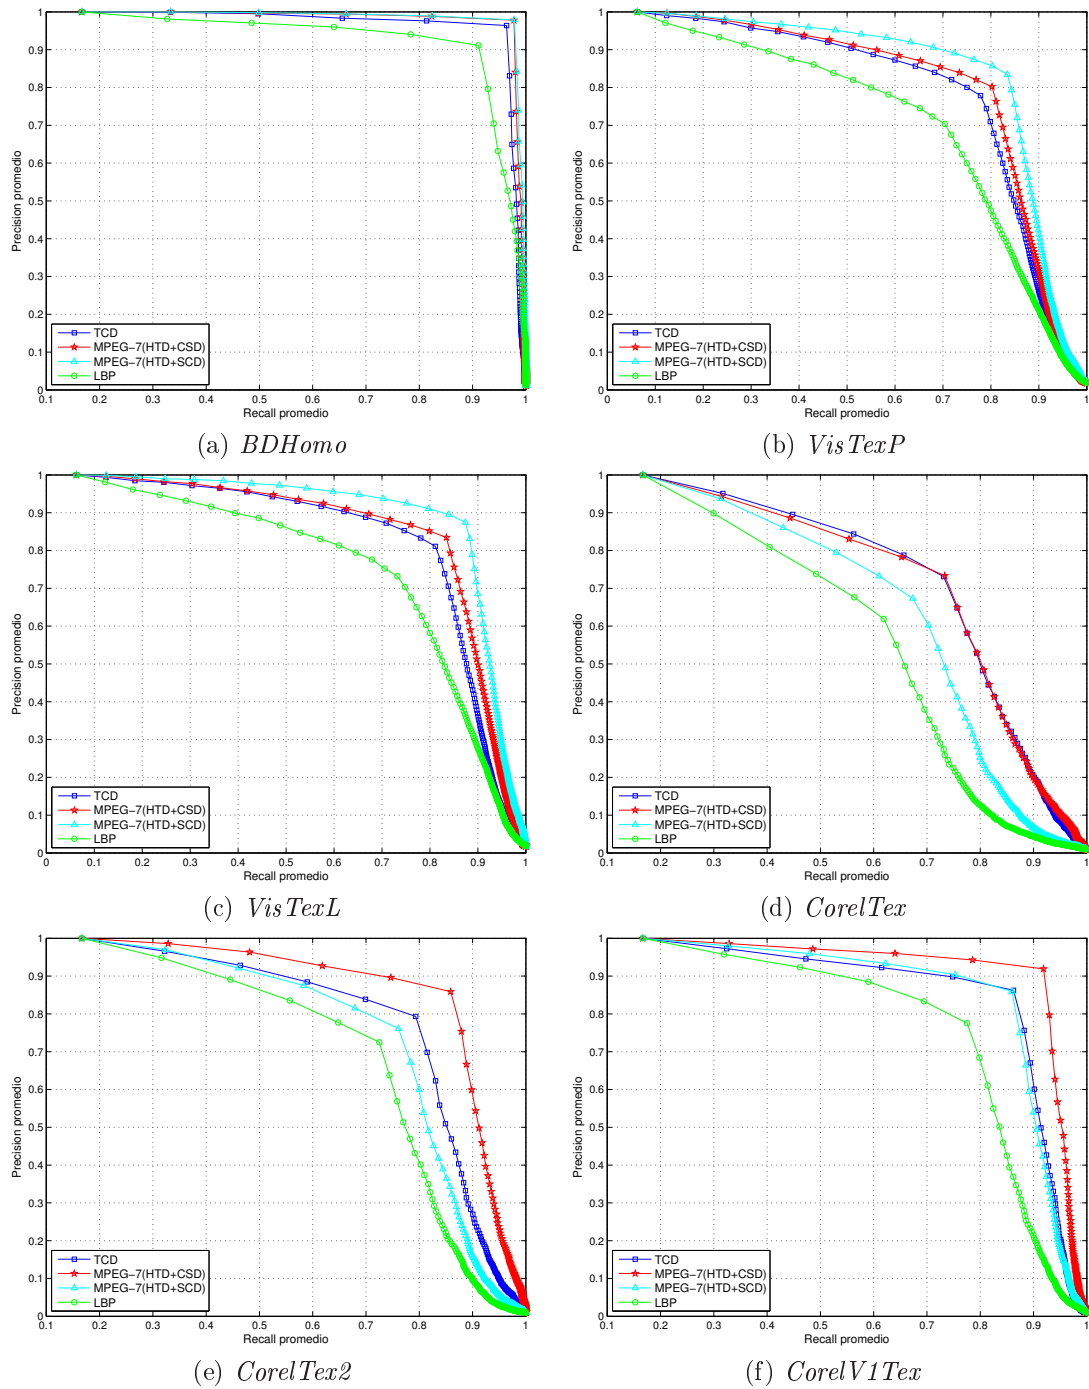 1
0.9
0.8
0.7
0.6
0.5
0.4
0.3
0.2
0.1
0
Precision promedio
TCD
MPEG−7(HTD+CSD)
MPEG−7(HTD+SCD)
LBP
0.1 0.2 0.3 0.4 0.5 0.6 0.7 0.8 0.9 1
Recall promedio
(a) BDHomo
1
0.9
0.8
0.7
0.6
0.5
0.4
0.3
0.2
0.1
0
Precision promedio
TCD
MPEG−7(HTD+CSD)
MPEG−7(HTD+SCD)
LBP
0 0.1 0.2 0.3 0.4 0.5 0.6 0.7 0.8 0.9 1
Recall promedio
(b) VisTexP
1
0.9
0.8
0.7
0.6
0.5
0.4
0.3
0.2
0.1
0
Precision promedio
TCD
MPEG−7(HTD+CSD)
MPEG−7(HTD+SCD)
LBP
0 0.1 0.2 0.3 0.4 0.5 0.6 0.7 0.8 0.9 1
Recall promedio
(c) VisTexL
1
0.9
0.8
0.7
0.6
0.5
0.4
0.3
0.2
0.1
0
Precision promedio
TCD
MPEG−7(HTD+CSD)
MPEG−7(HTD+SCD)
LBP
0.1 0.2 0.3 0.4 0.5 0.6 0.7 0.8 0.9 1
Recall promedio
(d) CorelTex
1
0.9
0.8
0.7
0.6
0.5
0.4
0.3
0.2
0.1
0
Precision promedio
TCD
MPEG−7(HTD+CSD)
MPEG−7(HTD+SCD)
LBP
0.1 0.2 0.3 0.4 0.5 0.6 0.7 0.8 0.9 1
Recall promedio
(e) CorelTex2
1
0.9
0.8
0.7
0.6
0.5
0.4
0.3
0.2
0.1
0
Precision promedio
TCD
MPEG−7(HTD+CSD)
MPEG−7(HTD+SCD)
LBP
0.1 0.2 0.3 0.4 0.5 0.6 0.7 0.8 0.9 1
Recall promedio
(f) CorelV1Tex